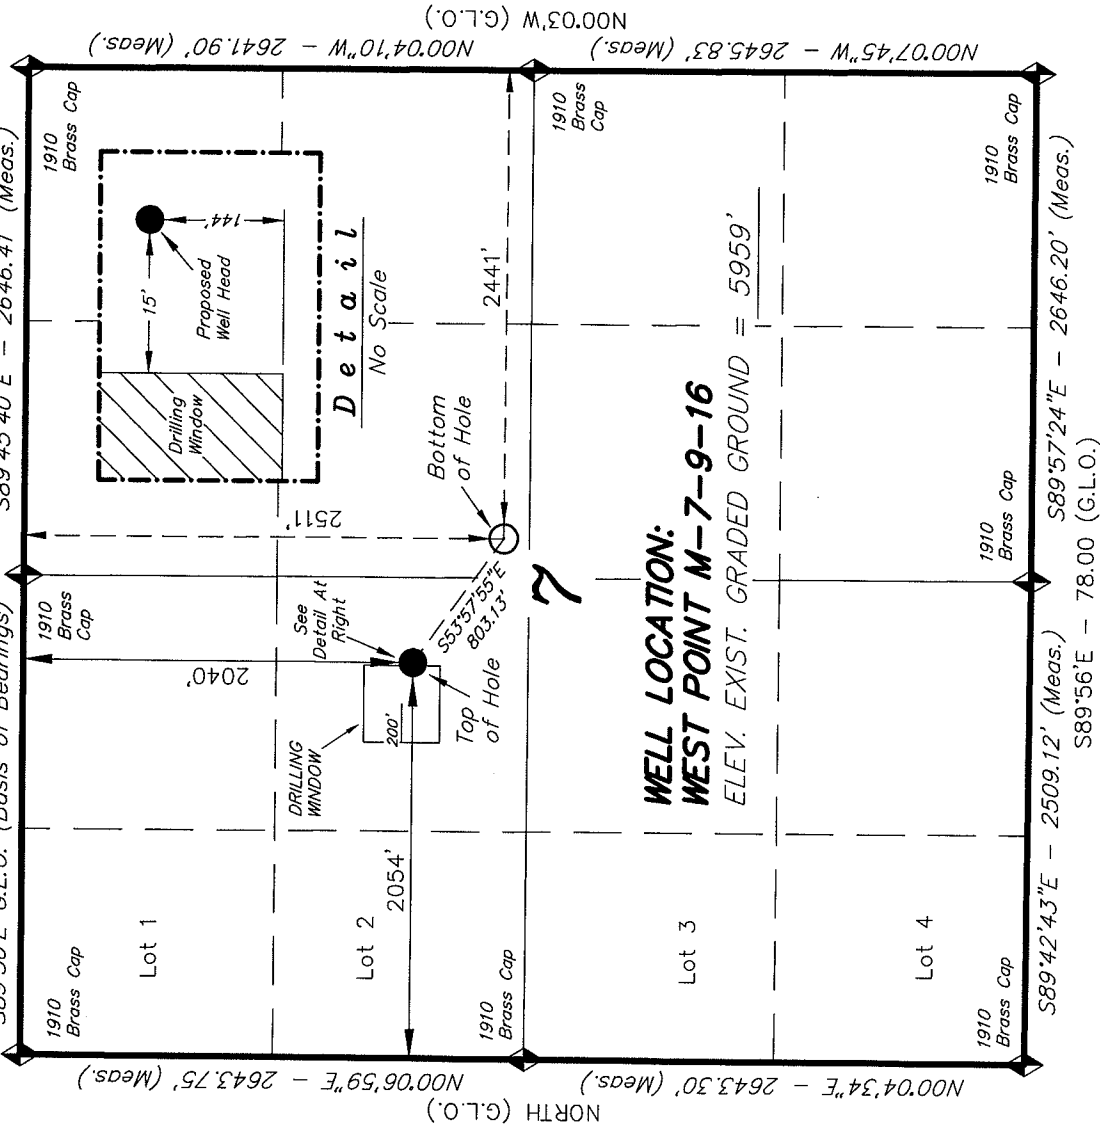 (Basis of Bearings)
2646.41' (Meas.)
1910
Brass Cap
1910
Brass
Cap
1910
Brass Cap
Lot 1
Lot 2
Lot 3
Lot 4
DRILLING
WINDOW
200'
See
Detail At
Right
2040'
2054'
Top
of Hole
S53°57'55"E
803.13'
2511'
Bottom
of Hole
2441'
Drilling
Window
15'
144'
Proposed
Well Head
Detail
No Scale
7
WELL LOCATION:
WEST POINT M-7-9-16
ELEV. EXIST. GRADED GROUND = 5959'
1910
Brass Cap
1910
Brass
Cap
1910
Brass Cap
1910
Brass Cap
1910
Brass Cap
NORTH (G.L.O.)
N00°06'59"E - 2643.75' (Meas.)
N00°04'34"E - 2643.30' (Meas.)
N00°03'W (G.L.O.)
N00°04'10"W - 2641.90' (Meas.)
N00°07'45"W - 2645.83' (Meas.)
S89°42'43"E - 2509.12' (Meas.)
S89°57'24"E - 2646.20' (Meas.)
S89°56'E - 78.00 (G.L.O.)